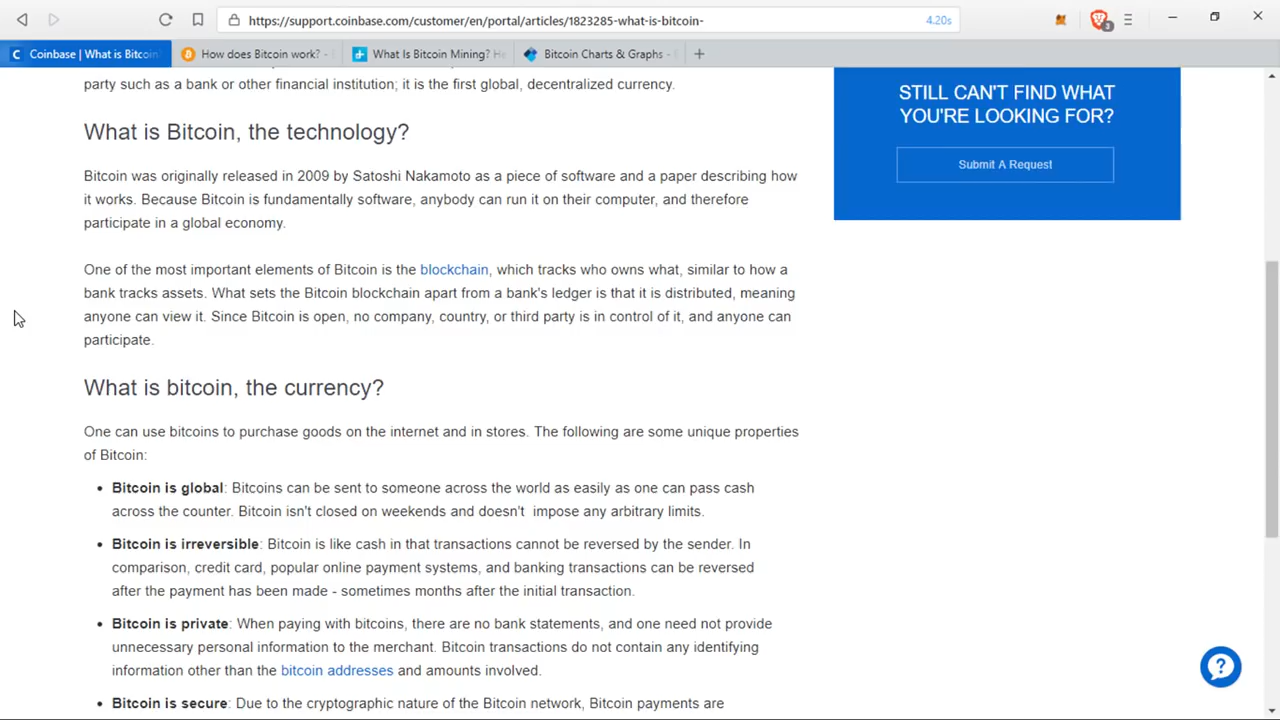 https://support.coinbase.com/customer/en/portal/articles/1823285-what-is-bitcoin-
4.20s
3
C Coinbase | What is Bitcoin
How does Bitcoin work? -
What Is Bitcoin Mining? He
Bitcoin Charts & Graphs -
party such as a bank or other financial institution; it is the first global, decentralized currency.
STILL CAN'T FIND WHAT
YOU'RE LOOKING FOR?
Submit A Request
What is Bitcoin, the technology?
Bitcoin was originally released in 2009 by Satoshi Nakamoto as a piece of software and a paper describing how
it works. Because Bitcoin is fundamentally software, anybody can run it on their computer, and therefore
participate in a global economy.
One of the most important elements of Bitcoin is the blockchain, which tracks who owns what, similar to how a
bank tracks assets. What sets the Bitcoin blockchain apart from a bank's ledger is that it is distributed, meaning
anyone can view it. Since Bitcoin is open, no company, country, or third party is in control of it, and anyone can
participate.
What is bitcoin, the currency?
One can use bitcoins to purchase goods on the internet and in stores. The following are some unique properties
of Bitcoin:
• Bitcoin is global: Bitcoins can be sent to someone across the world as easily as one can pass cash
across the counter. Bitcoin isn't closed on weekends and doesn't impose any arbitrary limits.
• Bitcoin is irreversible: Bitcoin is like cash in that transactions cannot be reversed by the sender. In
comparison, credit card, popular online payment systems, and banking transactions can be reversed
after the payment has been made - sometimes months after the initial transaction.
• Bitcoin is private: When paying with bitcoins, there are no bank statements, and one need not provide
unnecessary personal information to the merchant. Bitcoin transactions do not contain any identifying
information other than the bitcoin addresses and amounts involved.
• Bitcoin is secure: Due to the cryptographic nature of the Bitcoin network, Bitcoin payments are